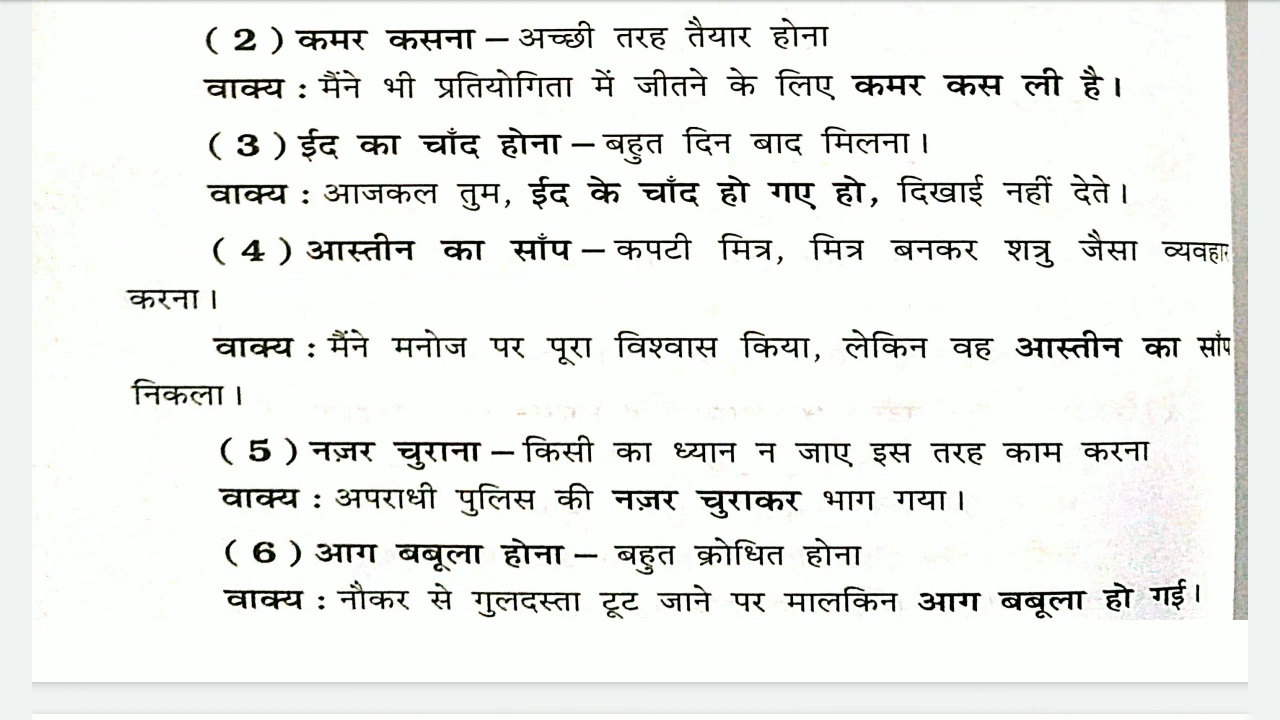 ( 2 ) कमर कसना – अच्छी तरह तैयार होना
वाक्य : मैंने भी प्रतियोगिता में जीतने के लिए कमर कस ली है।
( 3 ) ईद का चाँद होना – बहुत दिन बाद मिलना।
वाक्य : आजकल तुम, ईद के चाँद हो गए हो, दिखाई नहीं देते।
( 4 ) आस्तीन का साँप – कपटी मित्र, मित्र बनकर शत्रु जैसा व्यवहार
करना।
वाक्य : मैंने मनोज पर पूरा विश्वास किया, लेकिन वह आस्तीन का साँप
निकला।
( 5 ) नज़र चुराना – किसी का ध्यान न जाए इस तरह काम करना
वाक्य : अपराधी पुलिस की नज़र चुराकर भाग गया।
( 6 ) आग बबूला होना – बहुत क्रोधित होना
वाक्य : नौकर से गुलदस्ता टूट जाने पर मालकिन आग बबूला हो गई।